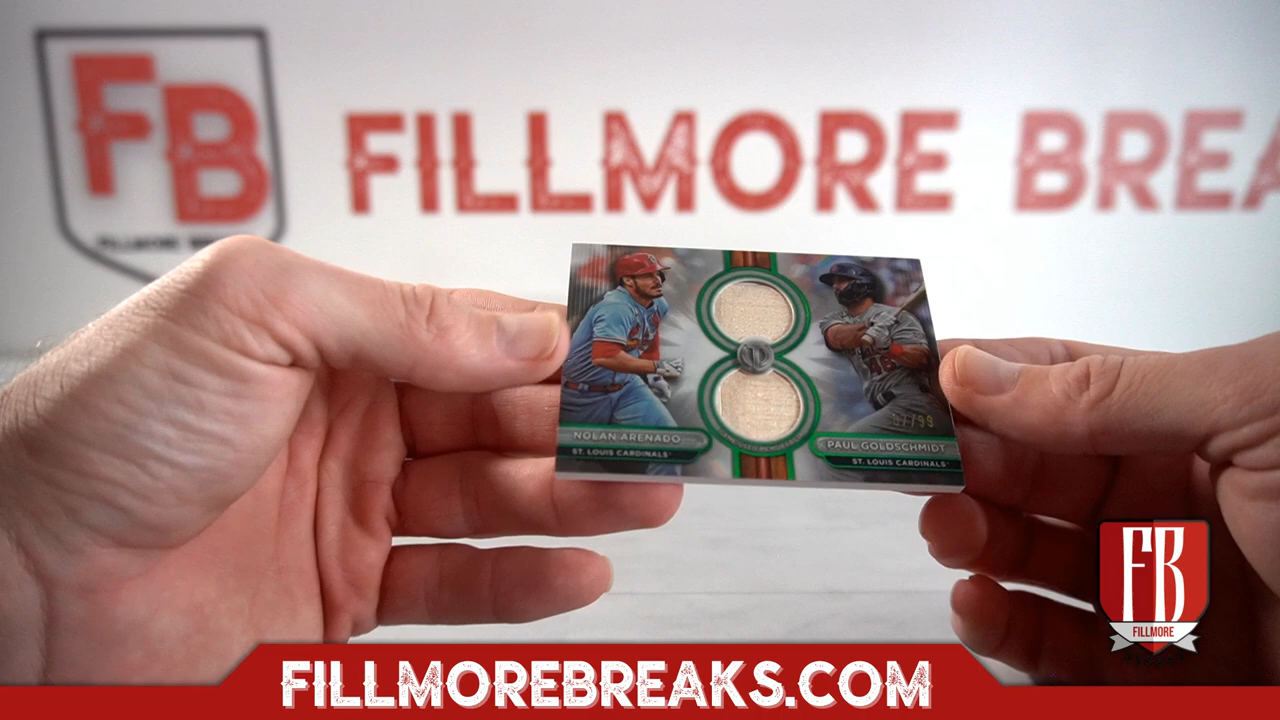 FB
FILLMORE BREA
NOLAN ARENADO
ST. LOUIS CARDINALS
PAUL GOLDSCHMIDT
ST. LOUIS CARDINALS
FB
FILLMORE
FILLMOREBREAKS.COM